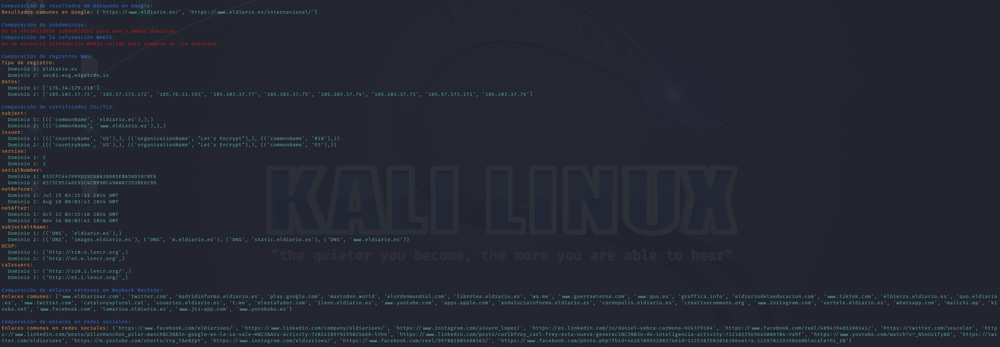 Comparación de resultados de búsqueda en Google:
Resultados comunes en Google: {'https://www.eldiario.es/', 'https://www.eldiario.es/internacional/'}
Comparación de subdominios:
No se encontraron subdominios para uno o ambos dominios.
Comparación de la información WHOIS:
No se encontró información WHOIS válida para ninguno de los dominios.
Comparación de registros DNS:
Tipo de registro:
Dominio 1: eldiario.es
Dominio 2: aec01.esg.edgetcdn.io
Datos:
Dominio 1: ['176.34.179.218']
Dominio 2: ['185.103.37.72', '185.57.173.172', '185.76.11.193', '185.103.37.77', '185.103.37.75', '185.103.37.74', '185.103.37.73', '185.57.173.171', '185.103.37.76']
Comparación de certificados SSL/TLS:
subject:
Dominio 1: ((('commonName', 'eldiario.es'),),)
Dominio 2: ((('commonName', 'www.eldiario.es'),),)
issuer:
Dominio 1: ((('countryName', 'US'),), (('organizationName', "Let's Encrypt"),), (('commonName', 'R10'),))
Dominio 2: ((('countryName', 'US'),), (('organizationName', "Let's Encrypt"),), (('commonName', 'E5'),))
version:
Dominio 1: 3
Dominio 2: 3
serialNumber:
Dominio 1: 032CFC443999D15CD0A38885EBA58D1878E6
Dominio 2: 0373C95146E92C4CB99BC49A007353BE6C9D
notBefore:
Dominio 1: Jul 15 03:15:11 2024 GMT
Dominio 2: Aug 18 08:03:43 2024 GMT
notAfter:
Dominio 1: Oct 13 03:15:10 2024 GMT
Dominio 2: Nov 16 08:03:42 2024 GMT
subjectAltName:
Dominio 1: (('DNS', 'eldiario.es'),)
Dominio 2: (('DNS', 'images.eldiario.es'), ('DNS', 'm.eldiario.es'), ('DNS', 'static.eldiario.es'), ('DNS', 'www.eldiario.es'))
OCSP:
Dominio 1: ('http://r10.o.lencr.org',)
Dominio 2: ('http://e5.o.lencr.org',)
caIssuers:
Dominio 1: ('http://r10.i.lencr.org/',)
Dominio 2: ('http://e5.i.lencr.org/',)
KALI LINUX
"the quieter you become, the more you are able to hear"
Comparación de enlaces externos en Wayback Machine:
Enlaces comunes: {'www.eldiarioar.com', 'twitter.com', 'madridinforma.eldiario.es', 'play.google.com', 'mastodon.world', 'elordenmundial.com', 'librotea.eldiario.es', 'wa.me', 'www.guerraeterna.com', 'www.quo.es', 'graffica.info', 'eldiariodelaeducacion.com', 'www.tiktok.com', 'elbierzo.eldiario.es', 'quo.eldiario
.es', 'www.twitter.com', 'catalunyaplural.cat', 'usuarios.eldiario.es', 't.me', 'elestafador.com', 'ileon.eldiario.es', 'www.youtube.com', 'apps.apple.com', 'andaluciainforma.eldiario.es', 'cordopolis.eldiario.es', 'creativecommons.org', 'www.instagram.com', 'vertele.eldiario.es', 'whatsapp.com', 'mailchi.mp', 'ki
osko.net', 'www.facebook.com', 'lamarina.eldiario.es', 'www.jti-app.com', 'www.yorokobu.es'}
Comparación de enlaces en redes sociales:
Enlaces comunes en redes sociales: {'https://www.facebook.com/elDiarioes/', 'https://www.linkedin.com/company/eldiarioes/', 'https://www.instagram.com/a1varo_lopez/', 'https://es.linkedin.com/in/daniel-yebra-carmona-924379164', 'https://www.facebook.com/reel/409439485188141/', 'https://twitter.com/iescolar', 'http
s://www.linkedin.com/posts/pilarmanchon_pilar-manch%C3%B3n-google-en-la-ia-vale-m%C3%A1s-activity-7202418979255025666-lVhn', 'https://www.linkedin.com/posts/carlbfrey_carl-frey-esta-nueva-generaci%C3%B3n-de-inteligencia-activity-7121823565645000704-VxhT', 'https://www.youtube.com/watch?v=_N5oUvIfy88', 'https://twi
tter.com/eldiarioes', 'https://m.youtube.com/shorts/rrp_TAeRZpY', 'https://www.instagram.com/eldiarioes/', 'https://www.facebook.com/reel/997081005480163/', 'https://www.facebook.com/photo.php?fbid=462670955288374&id=112538350301638&set=a.121970129358460&locale=hi_IN'}